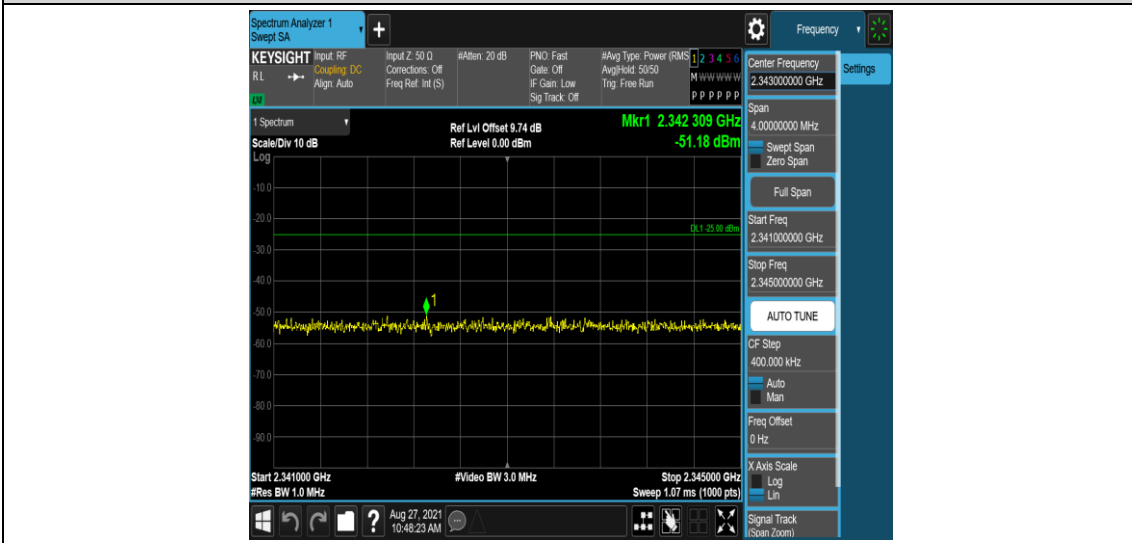 Spectrum Analyzer 1
Swept SA
+
Frequency
KEYSIGHT
RL
LXI
Input: RF
Coupling: DC
Align: Auto
Input Z: 50 Ω
Corrections: Off
Freq Ref: Int (S)
#Atten: 20 dB
PNO: Fast
Gate: Off
IF Gain: Low
Sig Track: Off
#Avg Type: Power (RMS
Avg|Hold: 50/50
Trig: Free Run
1 2 3 4 5 6
M W W W W W
P P P P P P
Center Frequency
2.343000000 GHz
Settings
Span
4.00000000 MHz
Swept Span
Zero Span
Full Span
Start Freq
2.341000000 GHz
Stop Freq
2.345000000 GHz
AUTO TUNE
CF Step
400.000 kHz
Auto
Man
Freq Offset
0 Hz
X Axis Scale
Log
Lin
Signal Track
(Span Zoom)
1 Spectrum
Scale/Div 10 dB
Log
Ref Lvl Offset 9.74 dB
Ref Level 0.00 dBm
Mkr1 2.342 309 GHz
-51.18 dBm
-10.0
-20.0
DL1 -25.00 dBm
-30.0
-40.0
1
-50.0
-60.0
-70.0
-80.0
-90.0
Start 2.341000 GHz
#Video BW 3.0 MHz
Stop 2.345000 GHz
#Res BW 1.0 MHz
Sweep 1.07 ms (1000 pts)
?
Aug 27, 2021
10:48:23 AM